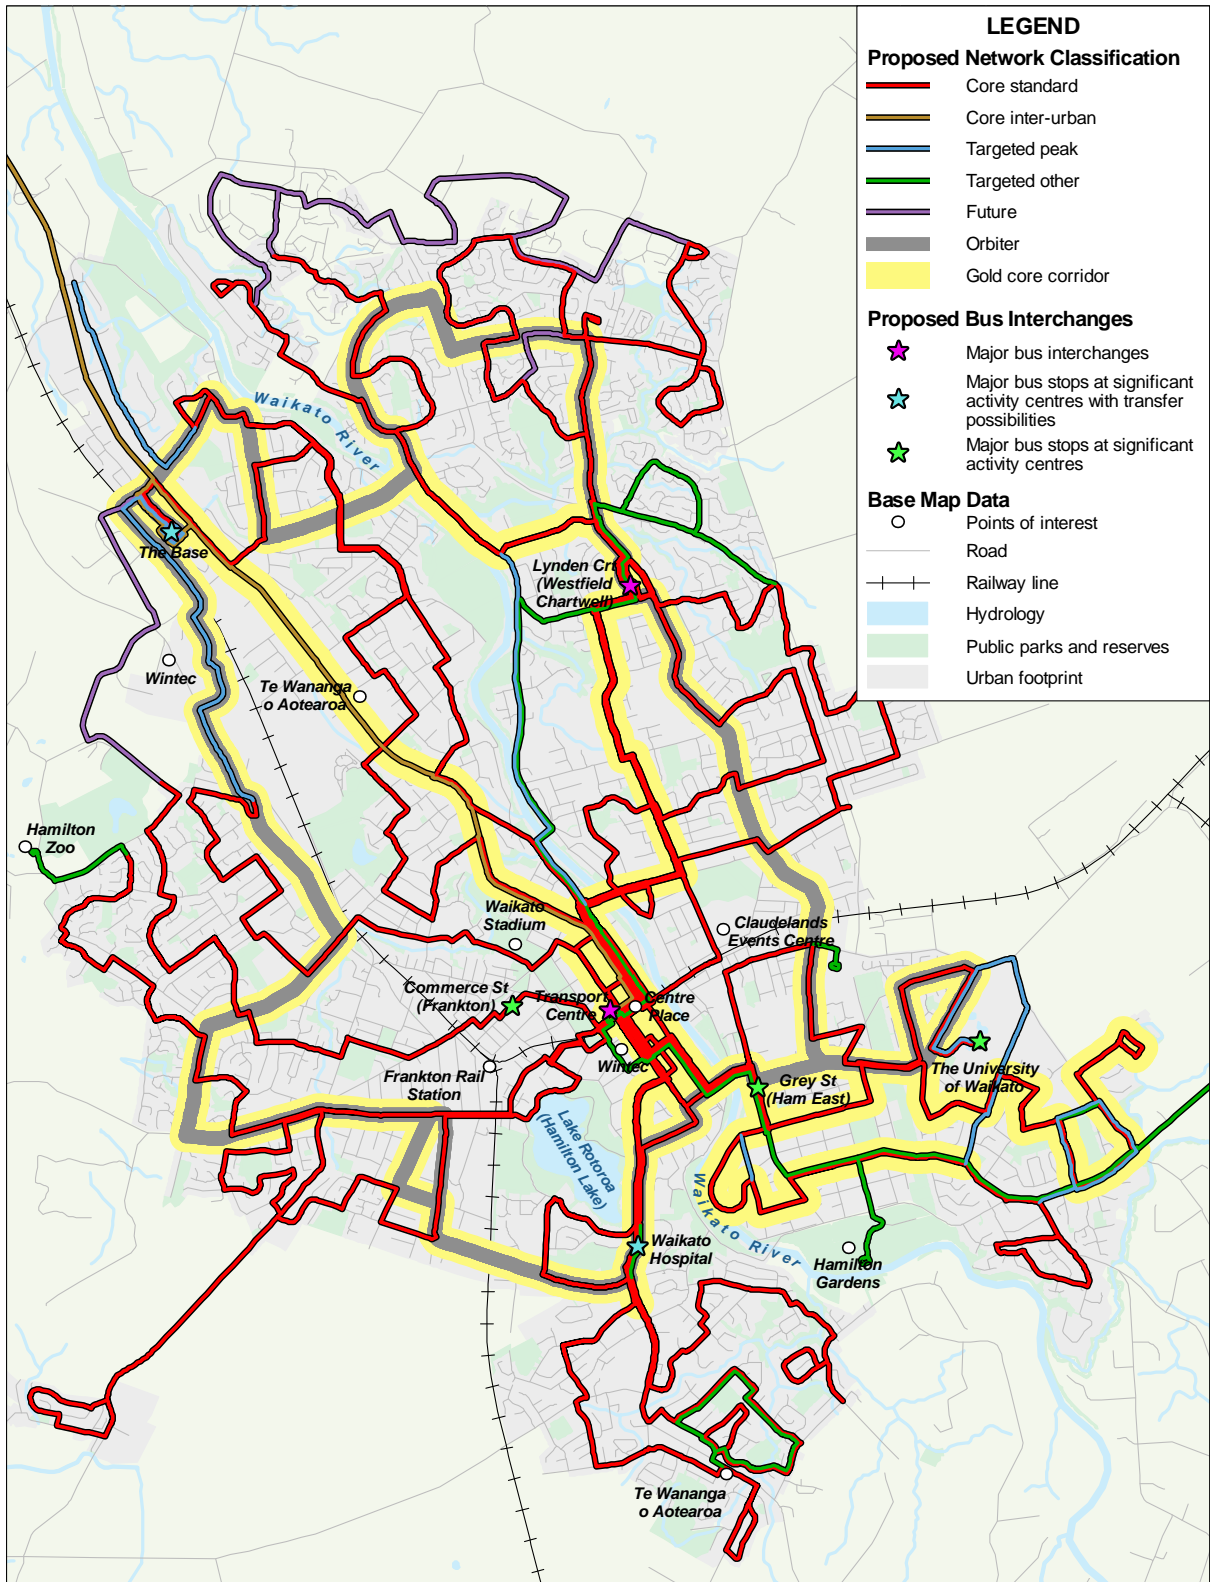 LEGEND
Proposed Network Classification
Core standard
Core inter-urban
Targeted peak
Targeted other
Future
Orbiter
Gold core corridor
Proposed Bus Interchanges
Major bus interchanges
Major bus stops at significant
activity centres with transfer
possibilities
Major bus stops at significant
activity centres
Base Map Data
Points of interest
Road
Railway line
Hydrology
Public parks and reserves
Urban footprint
Waikato River
The Base
Lynden Crt
(Westfield
Chartwell)
Wintec
Te Wananga
o Aotearoa
Hamilton
Zoo
Waikato
Stadium
Claudelands
Events Centre
Commerce St
(Frankton)
Transport
Centre
Centre
Place
Wintec
Frankton Rail
Station
Grey St
(Ham East)
The University
of Waikato
Lake Rotoroa
(Hamilton Lake)
Waikato River
Waikato
Hospital
Hamilton
Gardens
Te Wananga
o Aotearoa